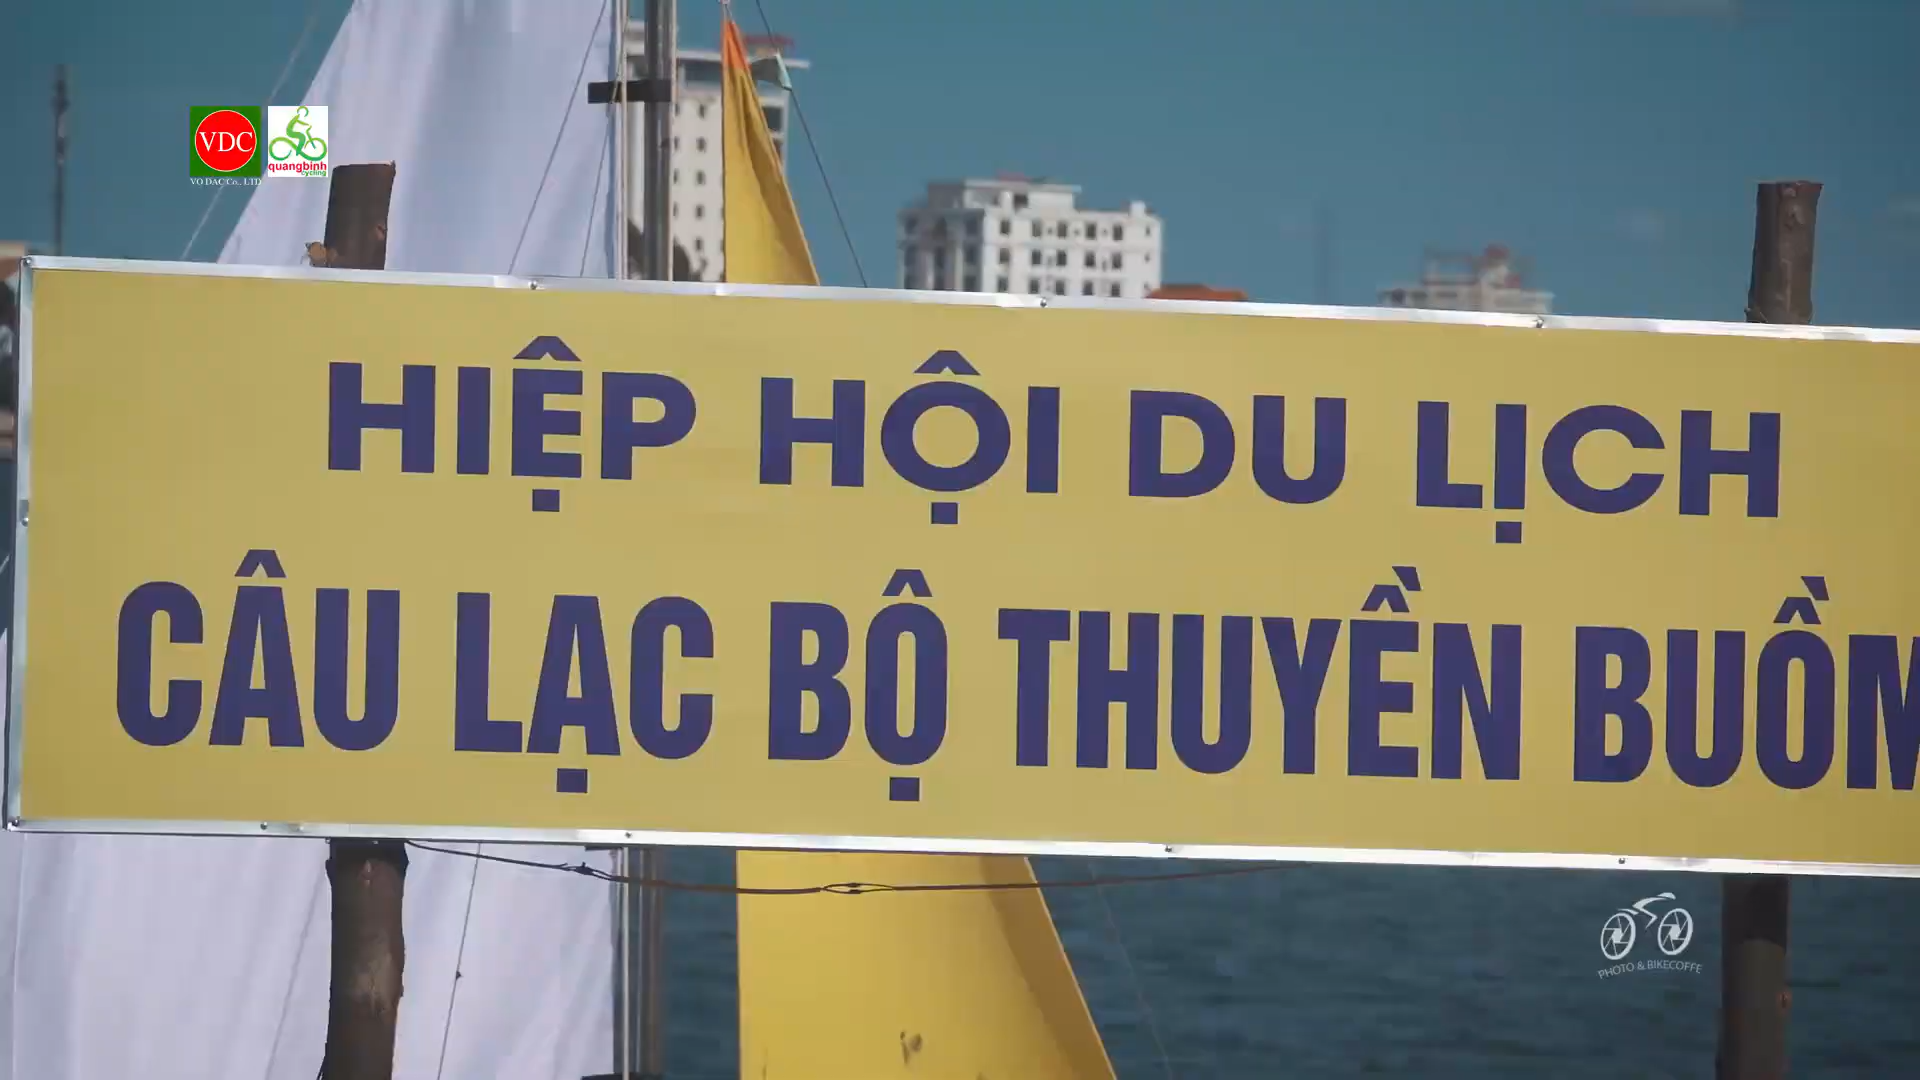 VDC
VO DAC Co., LTD
quangbinh
cycling
HIỆP HỘI DU LỊCH
CÂU LẠC BỘ THUYỀN BUỒM
PHOTO & BIKECOFFE